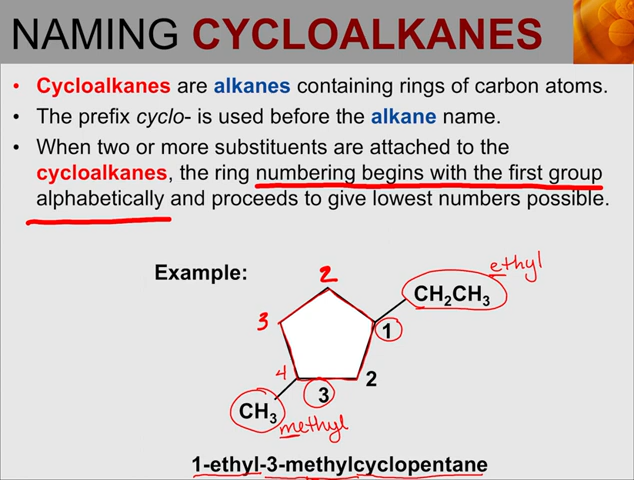 NAMING CYCLOALKANES
• Cycloalkanes are alkanes containing rings of carbon atoms.
• The prefix cyclo- is used before the alkane name.
• When two or more substituents are attached to the
cycloalkanes, the ring numbering begins with the first group
alphabetically and proceeds to give lowest numbers possible.
ethyl
Example:
2
CH₂CH₃
3
1
4
2
3
CH₃
methyl
1-ethyl-3-methylcyclopentane